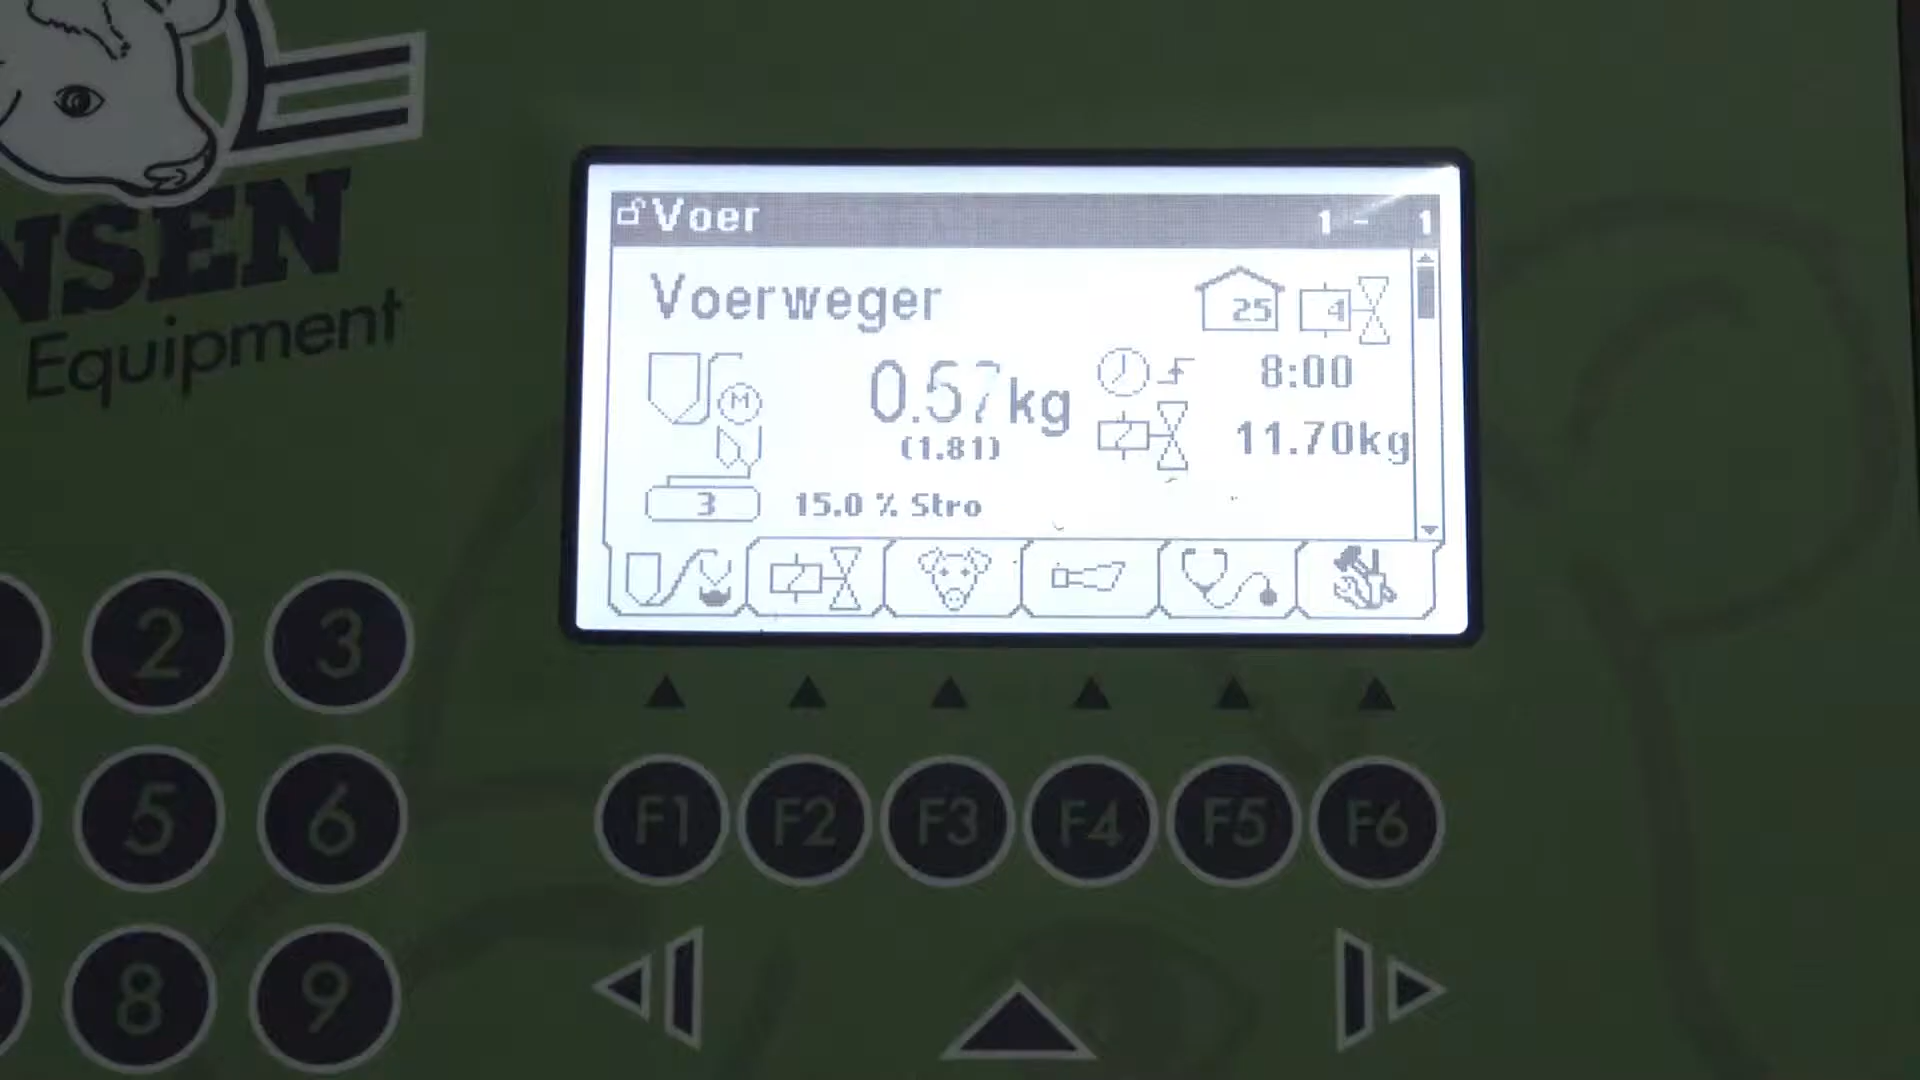 NSEN
Equipment
Voer 1 - 1
Voerweger
25 4
0.57kg
(1.81)
8:00
11.70kg
3 15.0 % Stro
M
2 3
5 6
8 9
F1 F2 F3 F4 F5 F6